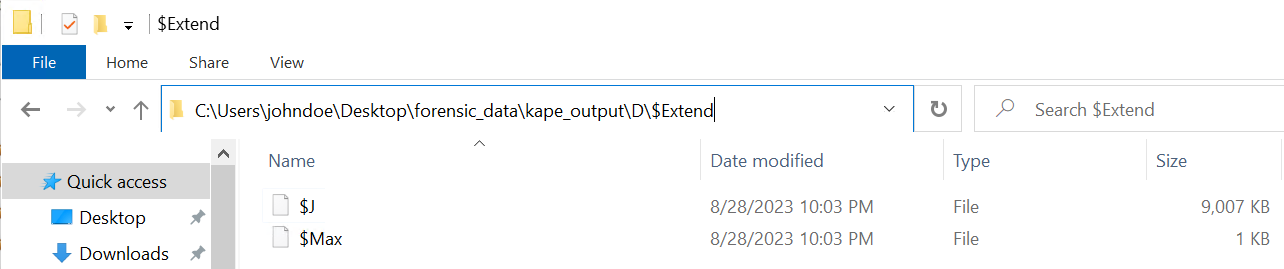 $Extend
File Home Share View
C:\Users\johndoe\Desktop\forensic_data\kape_output\D\$Extend Search $Extend
Name Date modified Type Size
Quick access
$J 8/28/2023 10:03 PM File 9,007 KB
Desktop
$Max 8/28/2023 10:03 PM File 1 KB
Downloads